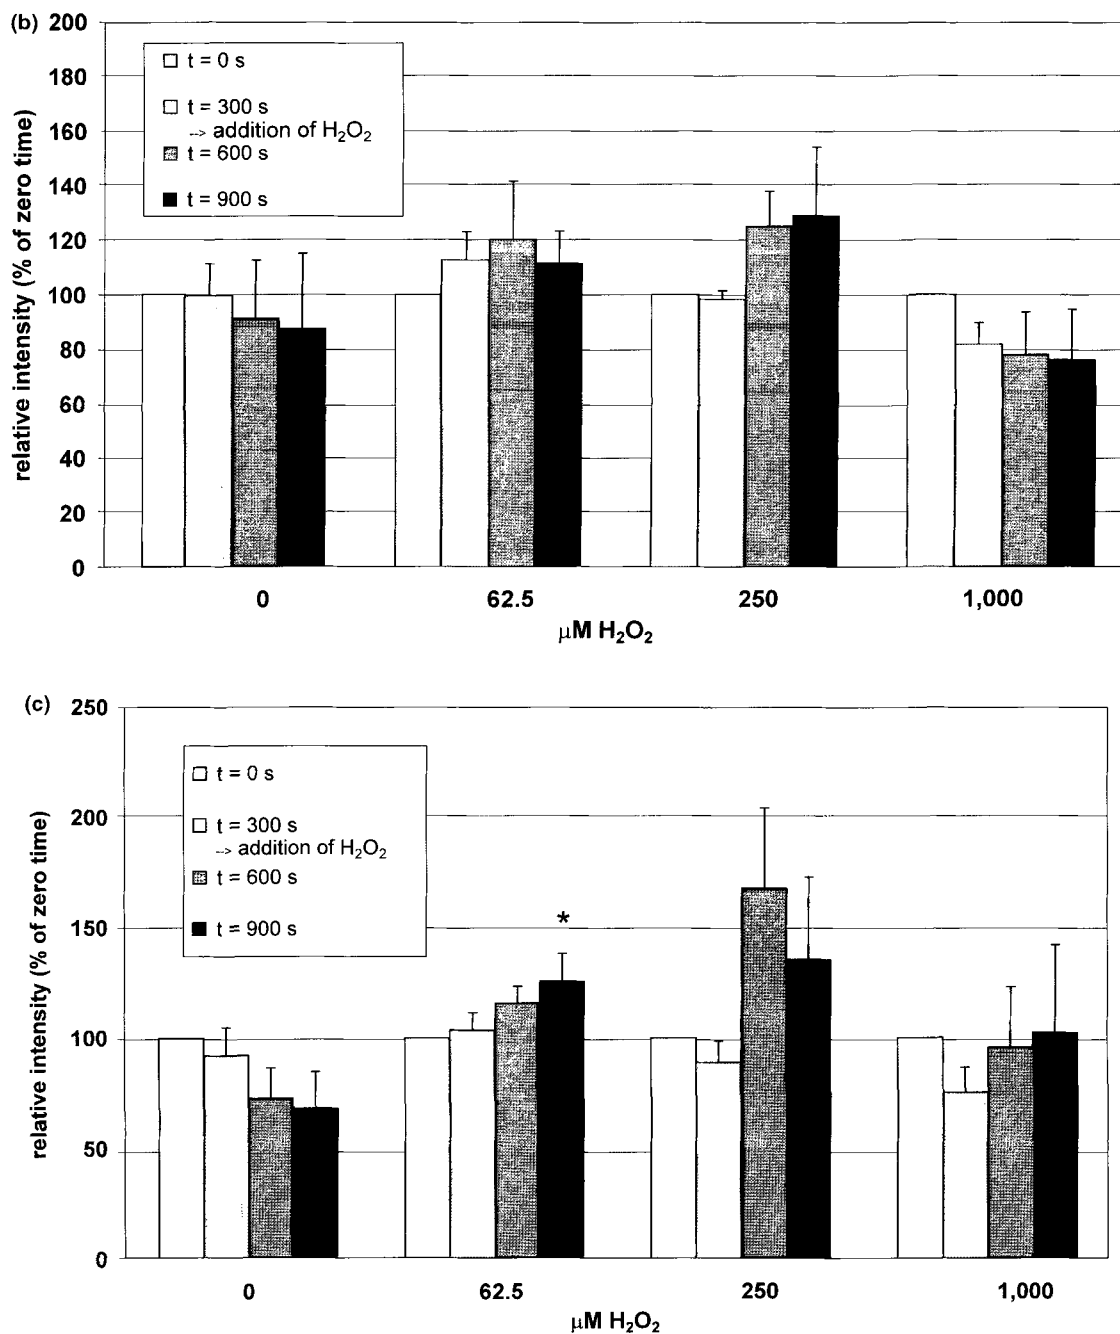 (b)
200
180
160
140
120
100
80
60
40
20
0
relative intensity (% of zero time)
t = 0 s
t = 300 s
--> addition of H₂O₂
t = 600 s
t = 900 s
0 62.5 250 1,000
μM H₂O₂
(c)
250
200
150
100
50
0
relative intensity (% of zero time)
t = 0 s
t = 300 s
--> addition of H₂O₂
t = 600 s
t = 900 s
*
0 62.5 250 1,000
μM H₂O₂